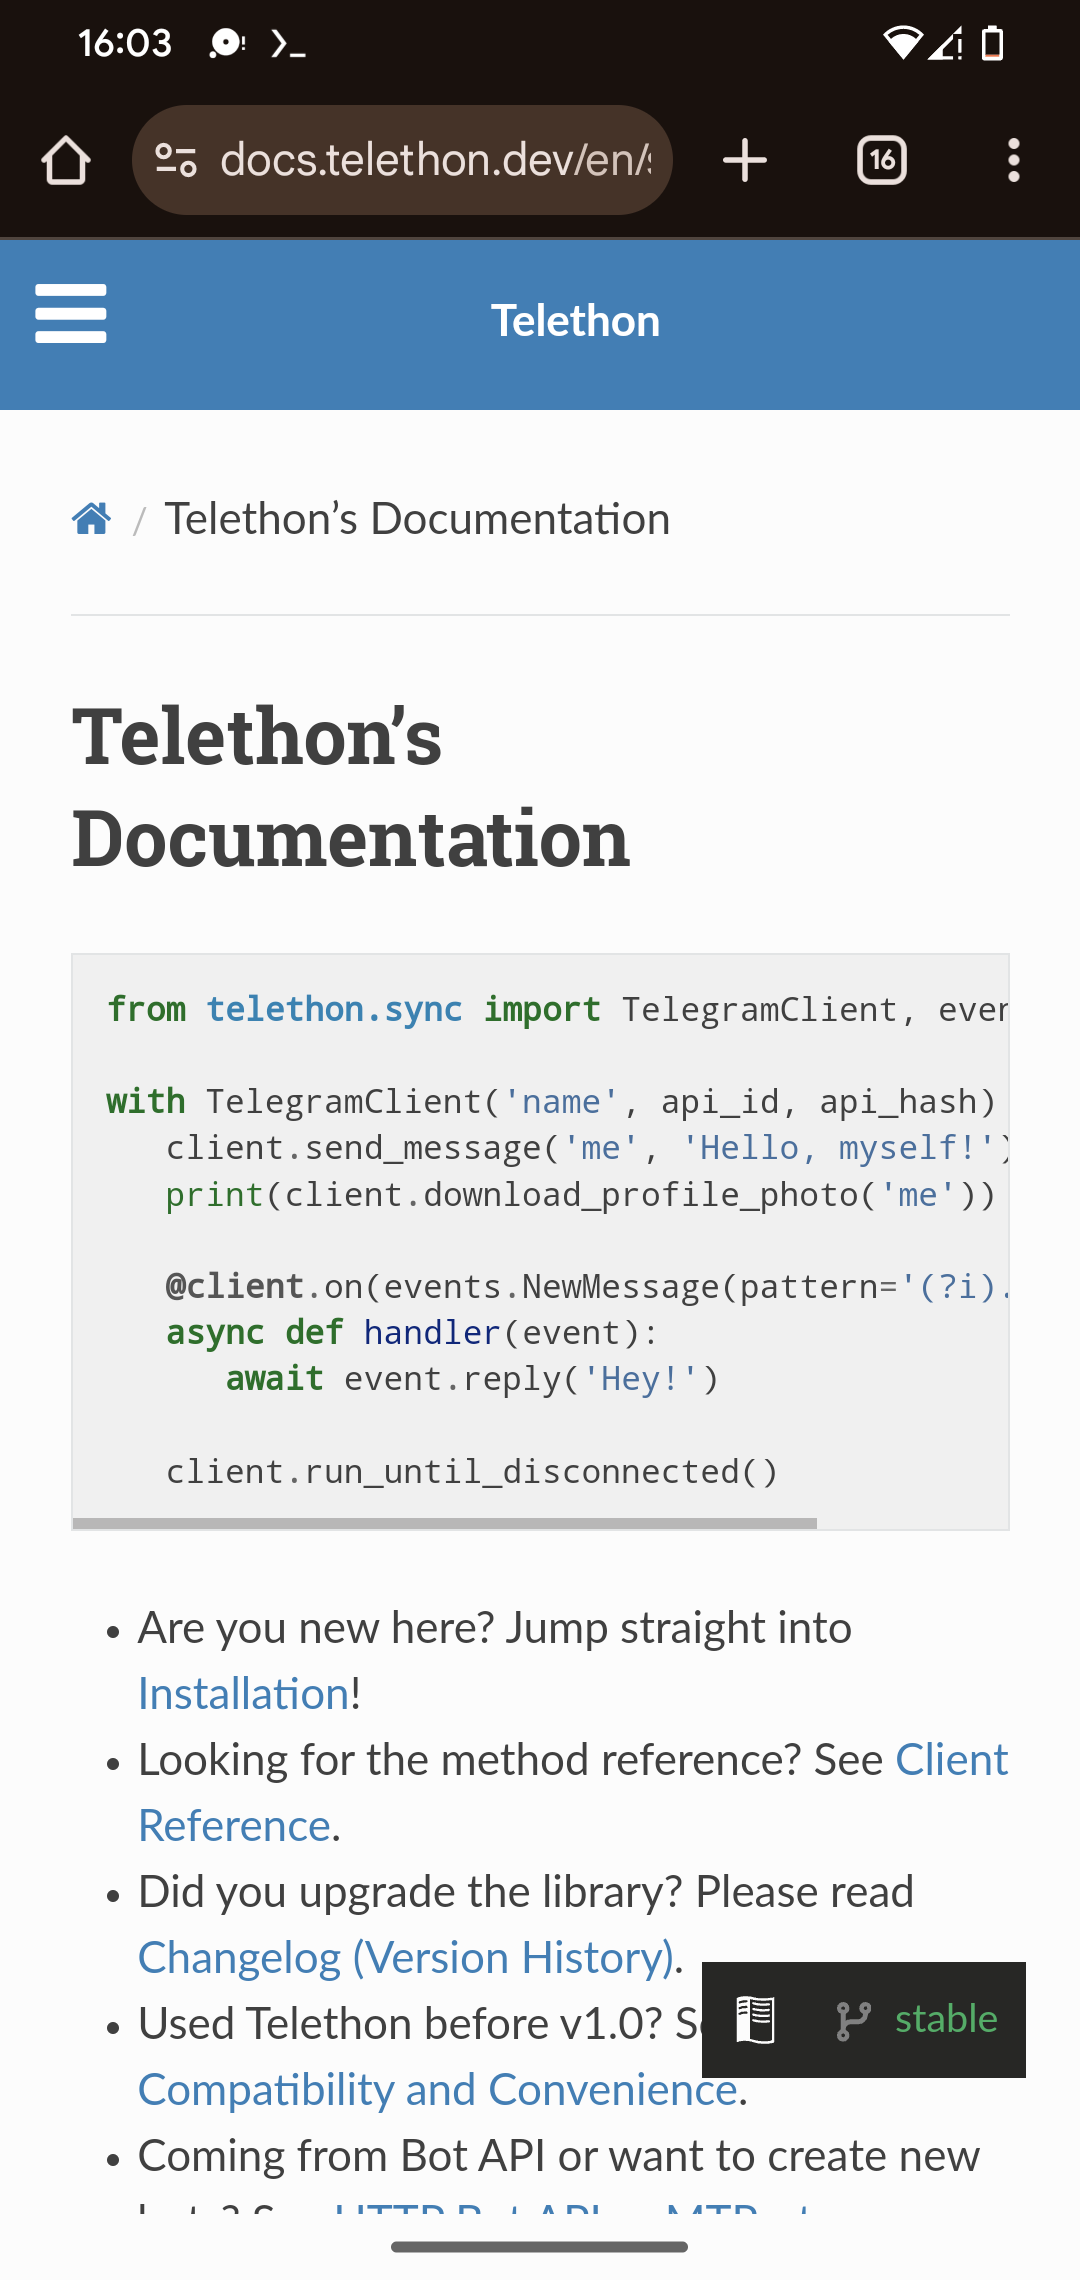 16:03
docs.telethon.dev/en/
16
Telethon
/ Telethon’s Documentation
Telethon’s
Documentation
from telethon.sync import TelegramClient, even
with TelegramClient('name', api_id, api_hash)
client.send_message('me', 'Hello, myself!')
print(client.download_profile_photo('me'))
@client.on(events.NewMessage(pattern='(?i).
async def handler(event):
await event.reply('Hey!')
client.run_until_disconnected()
• Are you new here? Jump straight into
Installation!
• Looking for the method reference? See Client
Reference.
• Did you upgrade the library? Please read
Changelog (Version History).
• Used Telethon before v1.0? S
stable
Compatibility and Convenience.
• Coming from Bot API or want to create new